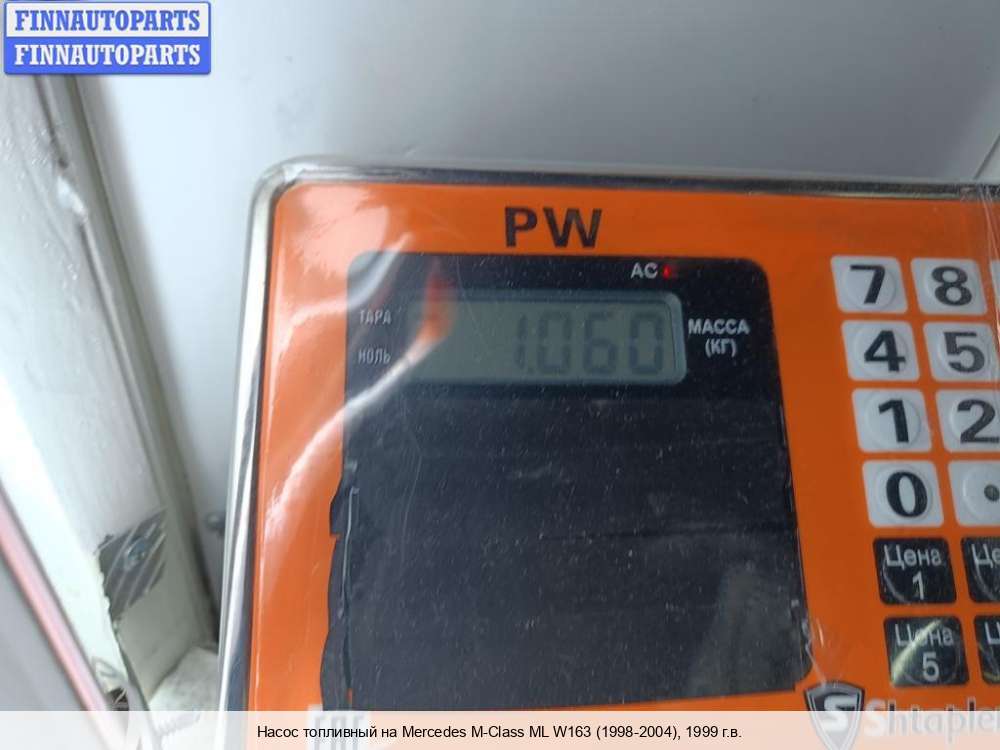 FINNAUTOPARTS
FINNAUTOPARTS
PW
AC
ТАРА
НОЛЬ
1.060
МАССА
(КГ)
7 8
4 5
1 2
0 .
Цена
1
Цена
5
Shtapler
Насос топливный на Mercedes M-Class ML W163 (1998-2004), 1999 г.в.